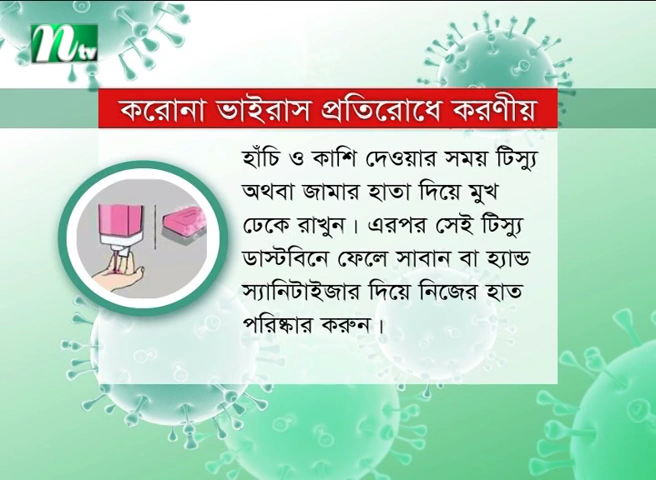 ntv
করোনা ভাইরাস প্রতিরোধে করণীয়
হাঁচি ও কাশি দেওয়ার সময় টিস্যু
অথবা জামার হাতা দিয়ে মুখ
ঢেকে রাখুন। এরপর সেই টিস্যু
ডাস্টবিনে ফেলে সাবান বা হ্যান্ড
স্যানিটাইজার দিয়ে নিজের হাত
পরিষ্কার করুন।